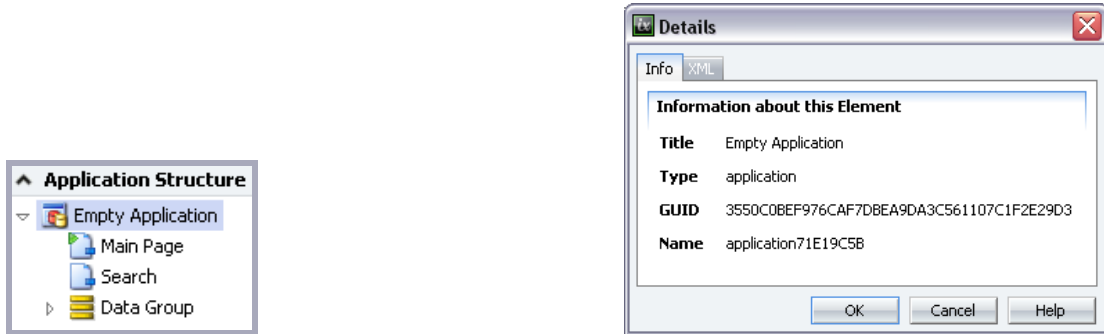 Application Structure
Empty Application
Main Page
Search
Data Group
ix Details
Info XML
Information about this Element
Title Empty Application
Type application
GUID 3550C0BEF976CAF7DBEA9DA3C561107C1F2E29D3
Name application71E19C5B
OK Cancel Help